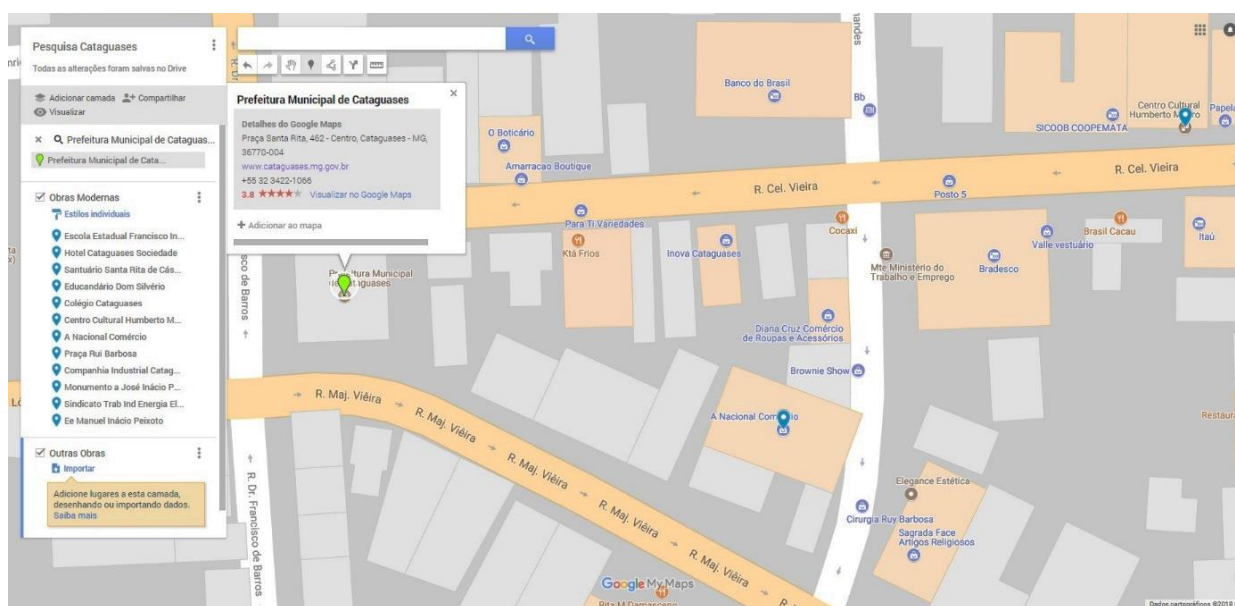 Pesquisa Cataguases
Todas as alterações foram salvas no Drive
Adicionar camada
Compartilhar
Visualizar
Prefeitura Municipal de Cataguas...
Prefeitura Municipal de Cata...
Obras Modernas
Estilos individuais
Escola Estadual Francisco In...
Hotel Cataguases Sociedade
Santuário Santa Rita de Cás...
Educandário Dom Silvério
Colégio Cataguases
Centro Cultural Humberto M...
A Nacional Comércio
Praça Rui Barbosa
Companhia Industrial Catag...
Monumento a José Inácio P...
Sindicato Trab Ind Energia El...
Ee Manuel Inácio Peixoto
Outras Obras
Importar
Adicione lugares a esta camada,
desenhando ou importando dados.
Saiba mais
Prefeitura Municipal de Cataguases
Detalhes do Google Maps
Praça Santa Rita, 462 - Centro, Cataguases - MG,
36770-004
www.cataguases.mg.gov.br
+55 32 3422-1066
3.8
Visualizar no Google Maps
Adicionar ao mapa
Banco do Brasil
Bb
O Boticário
Amarracao Boutique
SICOOB COOPEMATA
Centro Cultural
Humberto
Papela
R. Cel. Vieira
R. Cel. Vieira
Posto 5
Para Ti Variedades
Ktá Frios
Inova Cataguases
Cocaxi
Mte Ministério do
Trabalho e Emprego
Valle vestuário
Bradesco
Brasil Cacau
Itaú
Municipal
Diana Cruz Comércio
de Roupas e Acessórios
Brownie Show
A Nacional
R. Maj. Viêira
R. Maj. Viêira
R. Maj. Viêira
R. Maj. Viêira
R. Maj. Viêira
R. Dr. Francisco de Barros
Elegance Estética
Cirurgia Ruy Barbosa
Sagrada Face
Artigos Religiosos
Restaura
Google My Maps
Rita M Damasceno